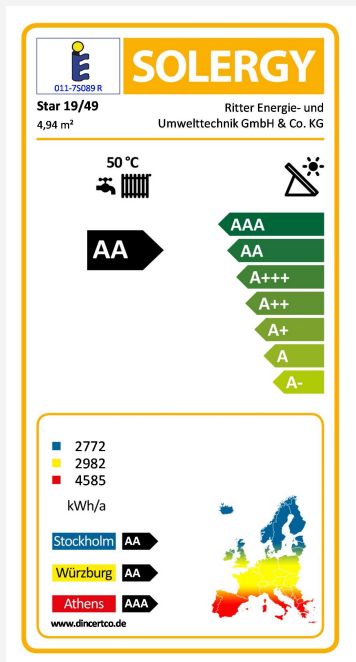 SOLERGY
011-7S089 R
Star 19/49
4,94 m²
Ritter Energie- und
Umwelttechnik GmbH & Co. KG
50 °C
AA
AAA
AA
A+++
A++
A+
A
A-
2772
2982
4585
kWh/a
Stockholm AA
Würzburg AA
Athens AAA
www.dincertco.de